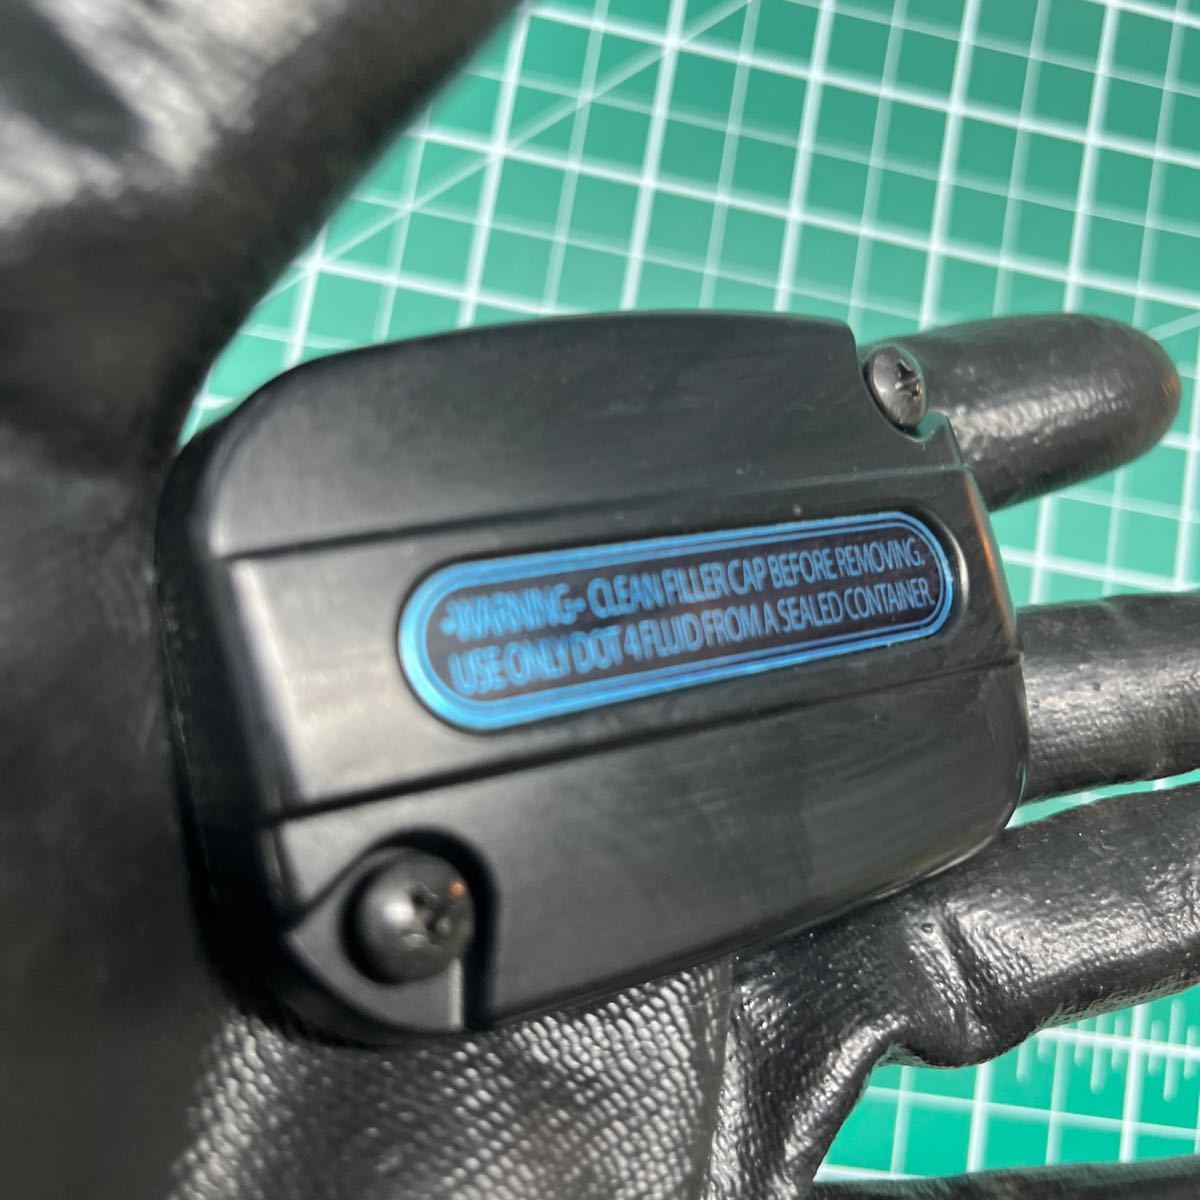 -WARNING- CLEAN FILLER CAP BEFORE REMOVING.
USE ONLY DOT 4 FLUID FROM A SEALED CONTAINER